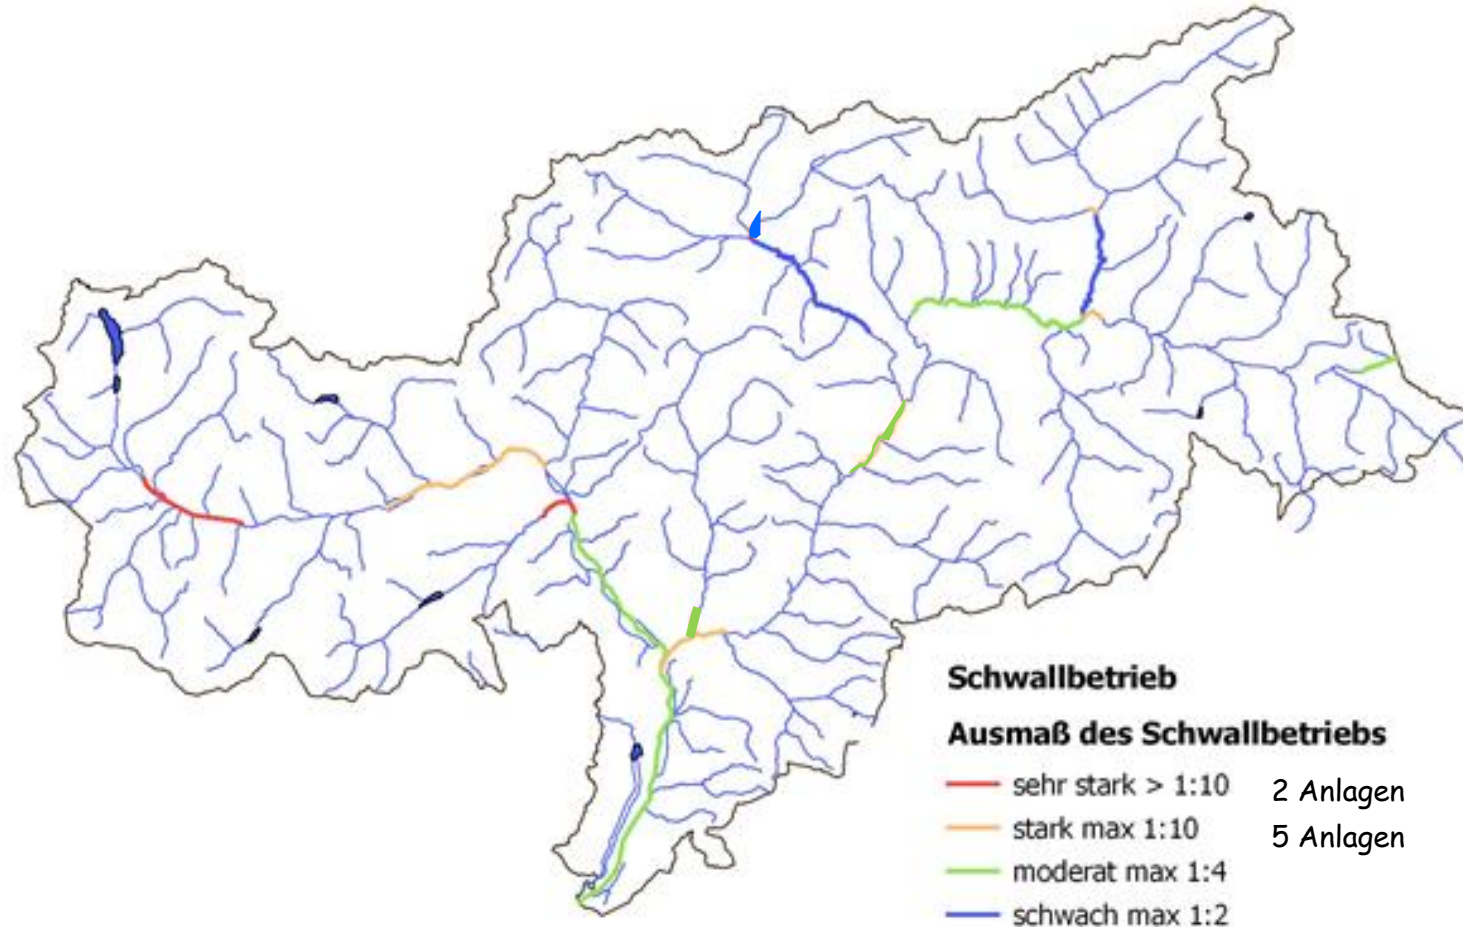 Schwallbetrieb
Ausmaß des Schwallbetriebs
sehr stark > 1:10 2 Anlagen
stark max 1:10 5 Anlagen
moderat max 1:4
schwach max 1:2